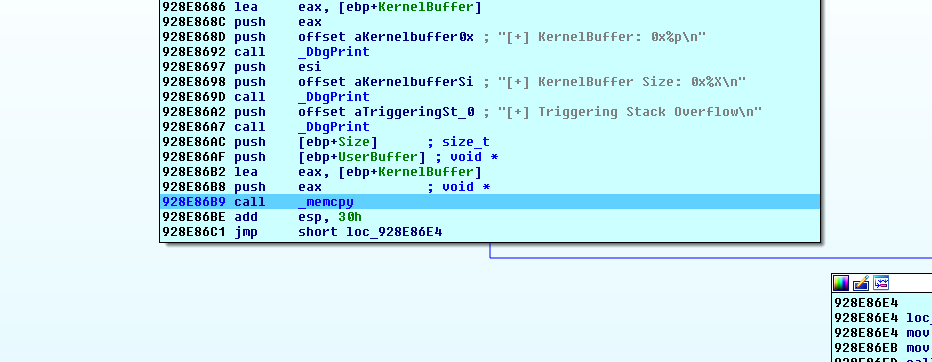 928E8686 lea eax, [ebp+KernelBuffer]
928E868C push eax
928E868D push offset aKernelbuffer0x ; "[+] KernelBuffer: 0x%p\n"
928E8692 call _DbgPrint
928E8697 push esi
928E8698 push offset aKernelbufferSi ; "[+] KernelBuffer Size: 0x%X\n"
928E869D call _DbgPrint
928E86A2 push offset aTriggeringSt_0 ; "[+] Triggering Stack Overflow\n"
928E86A7 call _DbgPrint
928E86AC push [ebp+Size] ; size_t
928E86AF push [ebp+UserBuffer] ; void *
928E86B2 lea eax, [ebp+KernelBuffer]
928E86B8 push eax ; void *
928E86B9 call _memcpy
928E86BE add esp, 30h
928E86C1 jmp short loc_928E86E4
928E86E4
928E86E4 loc_
928E86E4 mov
928E86EB mov